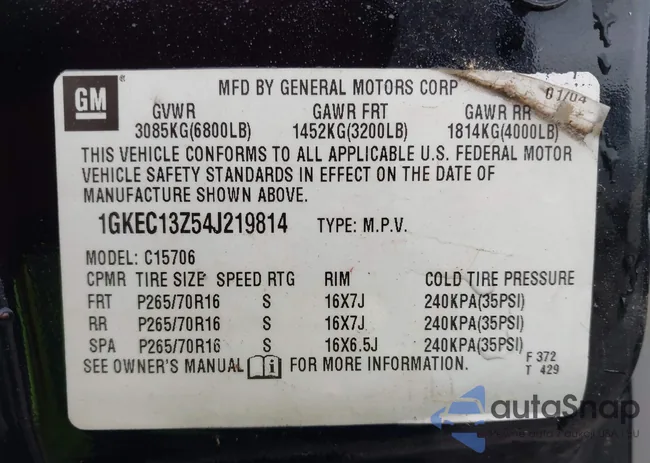 GM
MFD BY GENERAL MOTORS CORP 01/04
GVWR GAWR FRT GAWR RR
3085KG(6800LB) 1452KG(3200LB) 1814KG(4000LB)
THIS VEHICLE CONFORMS TO ALL APPLICABLE U.S. FEDERAL MOTOR
VEHICLE SAFETY STANDARDS IN EFFECT ON THE DATE OF
MANUFACTURE SHOWN ABOVE.
1GKEC13Z54J219814 TYPE: M.P.V.
MODEL: C15706
CPMR TIRE SIZE SPEED RTG RIM COLD TIRE PRESSURE
FRT P265/70R16 S 16X7J 240KPA(35PSI)
RR P265/70R16 S 16X7J 240KPA(35PSI)
SPA P265/70R16 S 16X6.5J 240KPA(35PSI)
SEE OWNER'S MANUAL i FOR MORE INFORMATION.
F 372
T 429
autoSnap